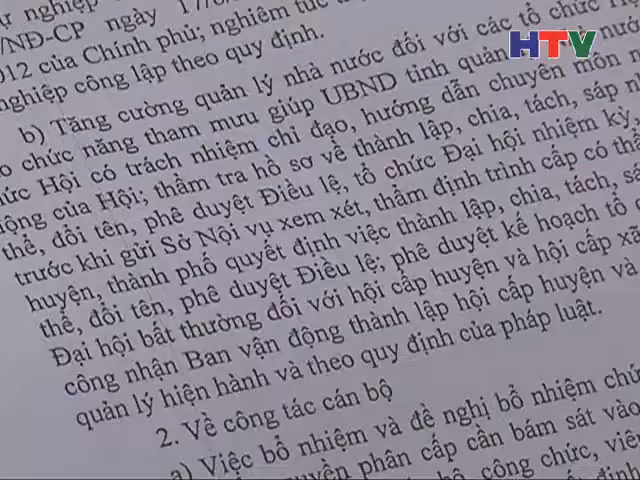 HTV
nghiệp
/NĐ-CP ngày
012 của Chính phủ; nghiêm túc
nghiệp công lập theo quy định.
b) Tăng cường quản lý nhà nước đối với các tổ chức
chức năng tham mưu giúp UBND tỉnh quản nước
chức Hội có trách nhiệm chỉ đạo, hướng dẫn chuyên môn
động của Hội; thẩm tra hồ sơ về thành lập, chia, tách, sáp
thể, đổi tên, phê duyệt Điều lệ, tổ chức Đại hội nhiệm kỳ,
trước khi gửi Sở Nội vụ xem xét, thẩm định trình cấp có
huyện, thành phố quyết định việc thành lập, chia, tách,
thể, đổi tên, phê duyệt Điều lệ; phê duyệt kế hoạch tổ
Đại hội bất thường đối với hội cấp huyện và hội cấp xã
công nhận Ban vận động thành lập hội cấp huyện và
quản lý hiện hành và theo quy định của pháp luật.
2. Về công tác cán bộ
a) Việc bổ nhiệm và đề nghị bổ nhiệm
phân cấp cần bám sát vào
công chức,